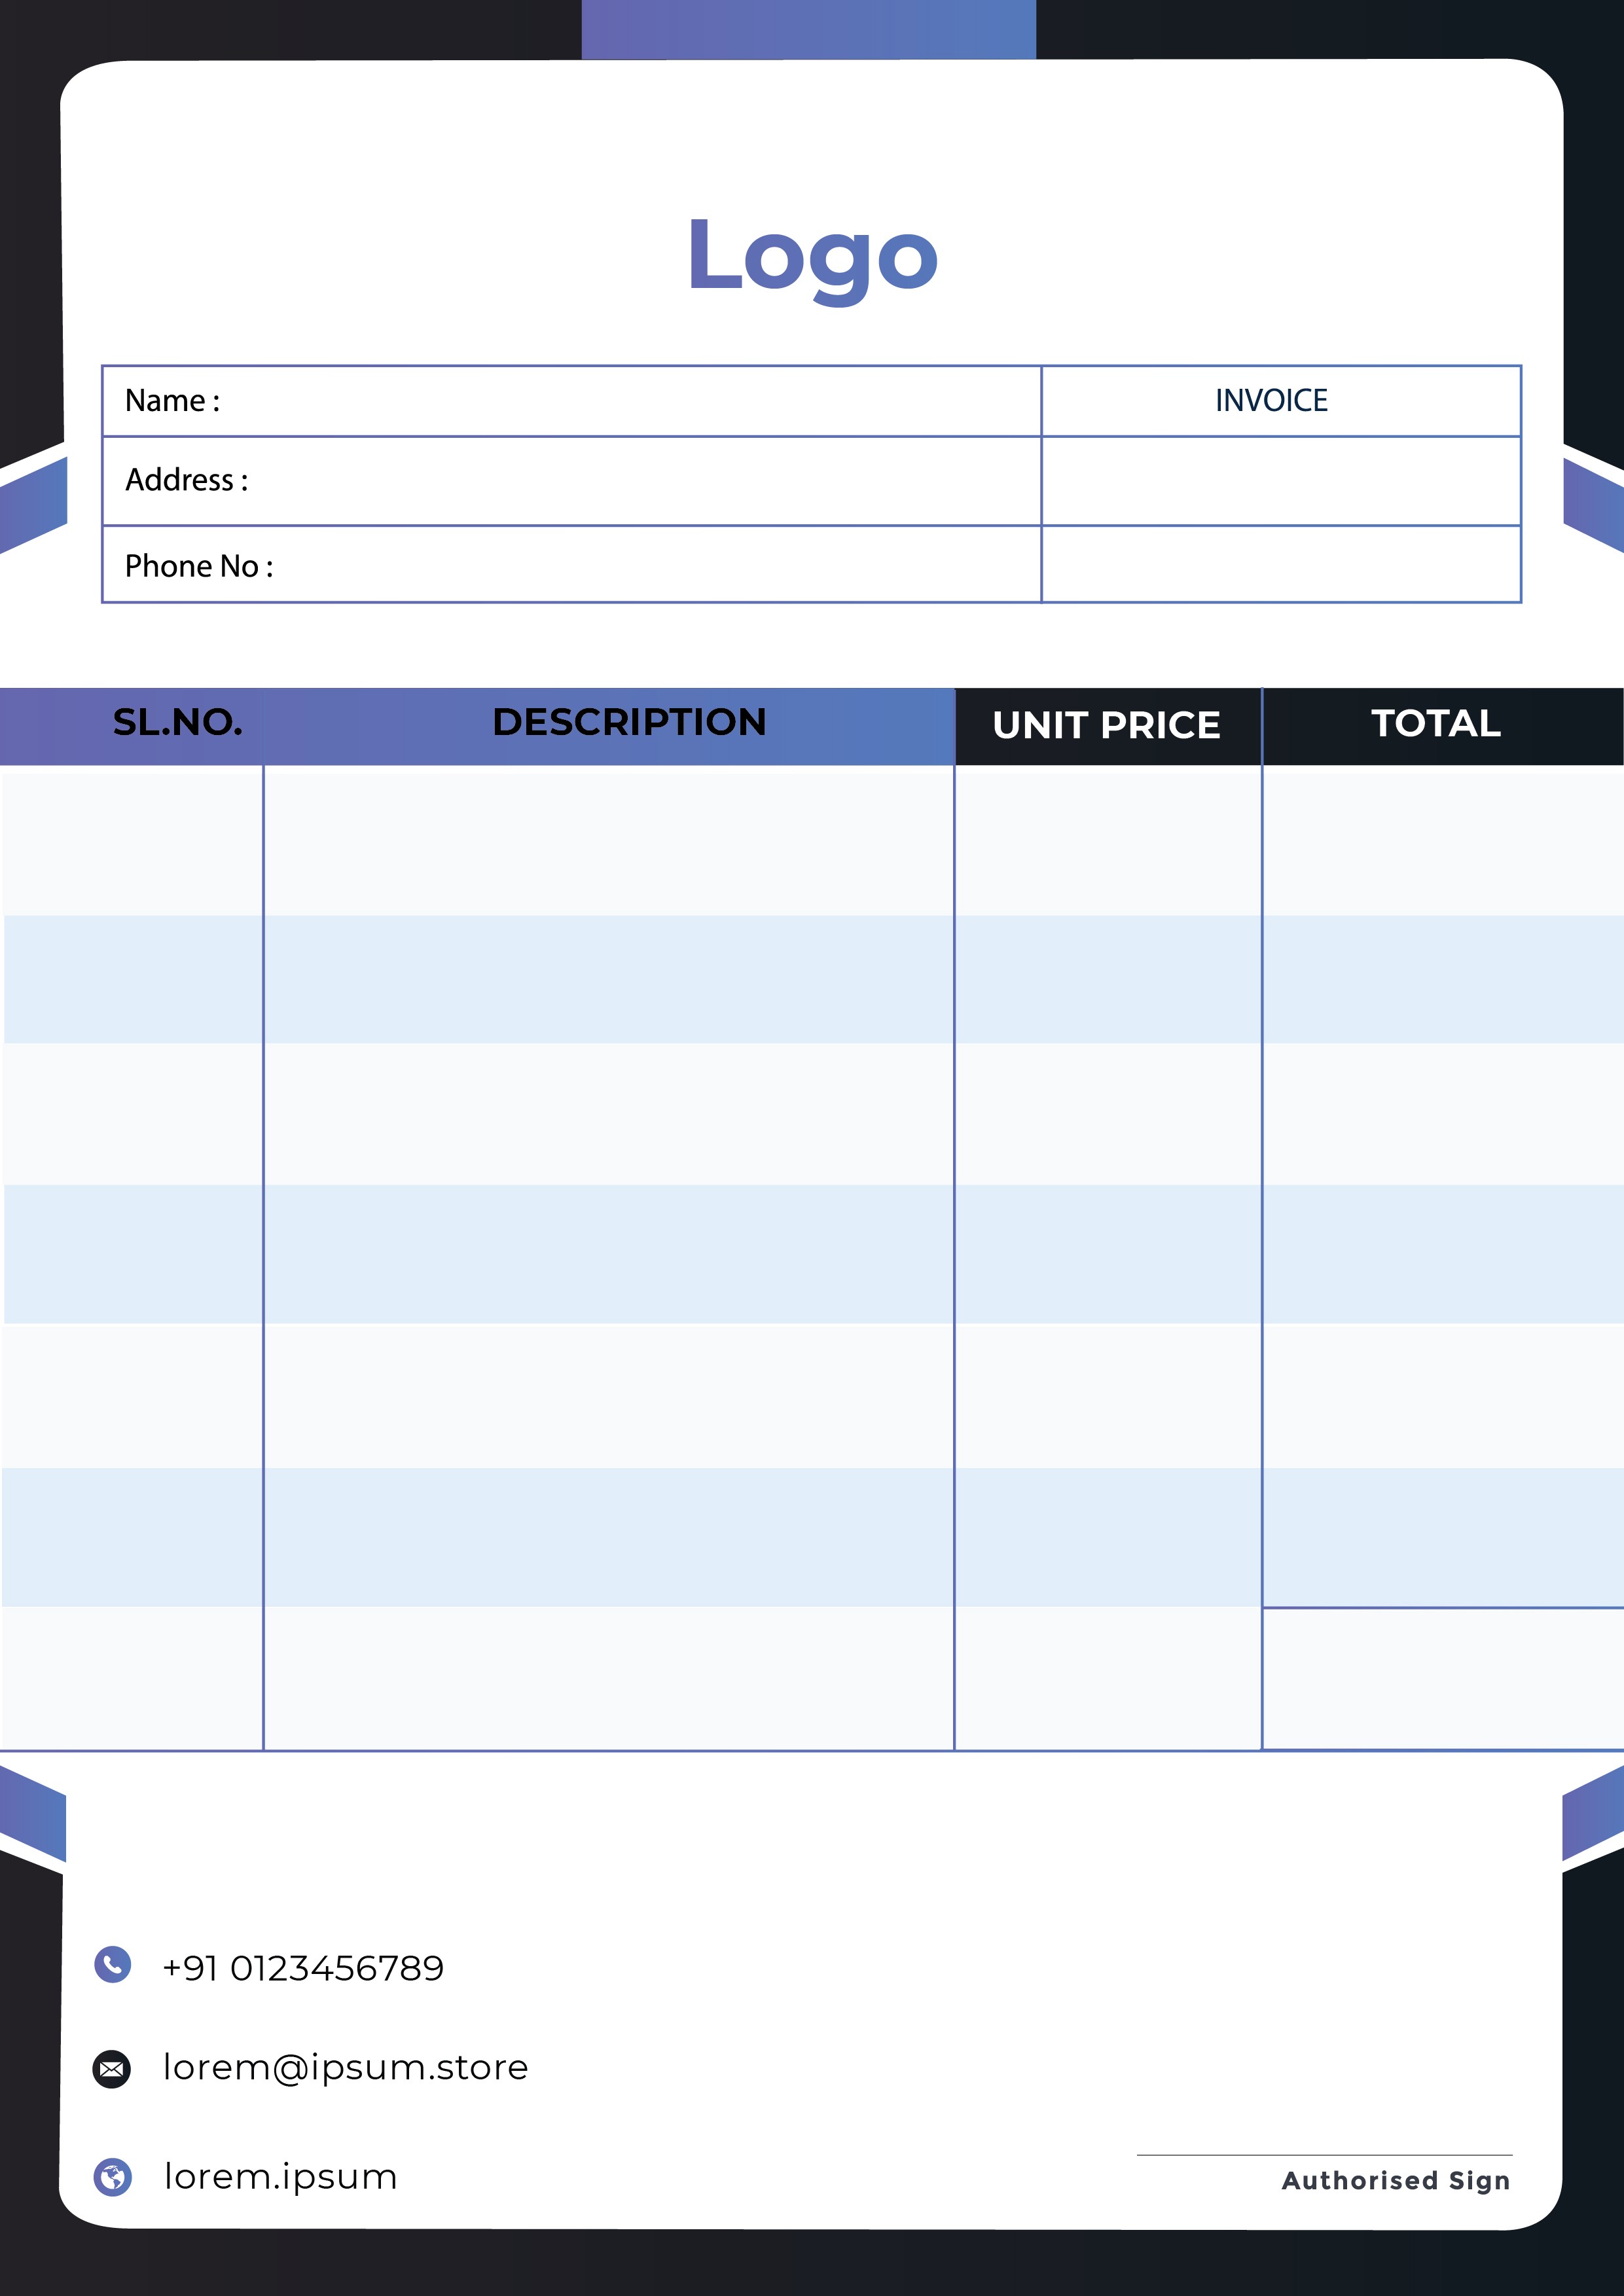 Logo
Name :
INVOICE
Address :
Phone No :
SL.NO.
DESCRIPTION
UNIT PRICE
TOTAL
+91 0123456789
lorem@ipsum.store
lorem.ipsum
Authorised Sign